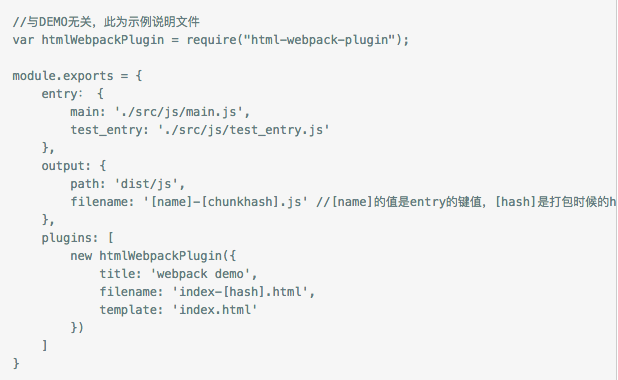 //与DEMO无关，此为示例说明文件
var htmlWebpackPlugin = require("html-webpack-plugin");
module.exports = {
    entry： {
        main: './src/js/main.js',
        test_entry: './src/js/test_entry.js'
    },
    output: {
        path: 'dist/js',
        filename: '[name]-[chunkhash].js' //[name]的值是entry的键值，[hash]是打包时候的h
    },
    plugins: [
        new htmlWebpackPlugin({
            title: 'webpack demo',
            filename: 'index-[hash].html',
            template: 'index.html'
        })
    ]
}